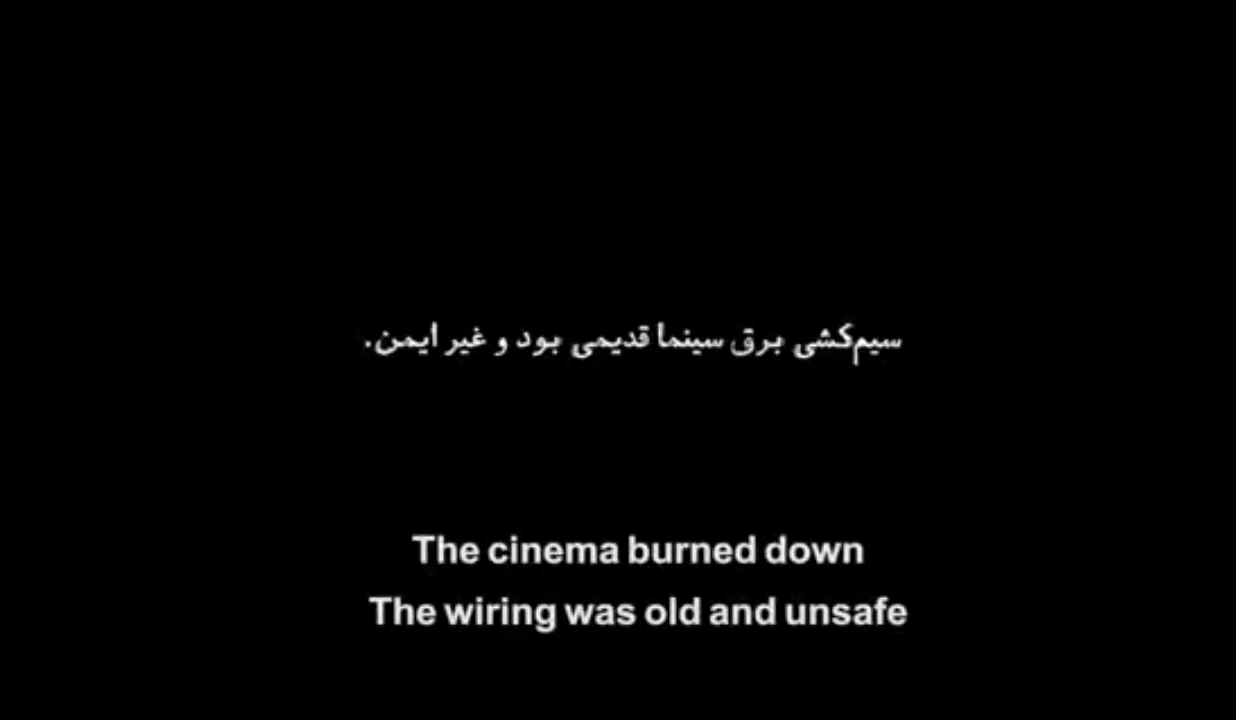 سیم‌کشی برق سینما قدیمی بود و غیر ایمن.
The cinema burned down
The wiring was old and unsafe